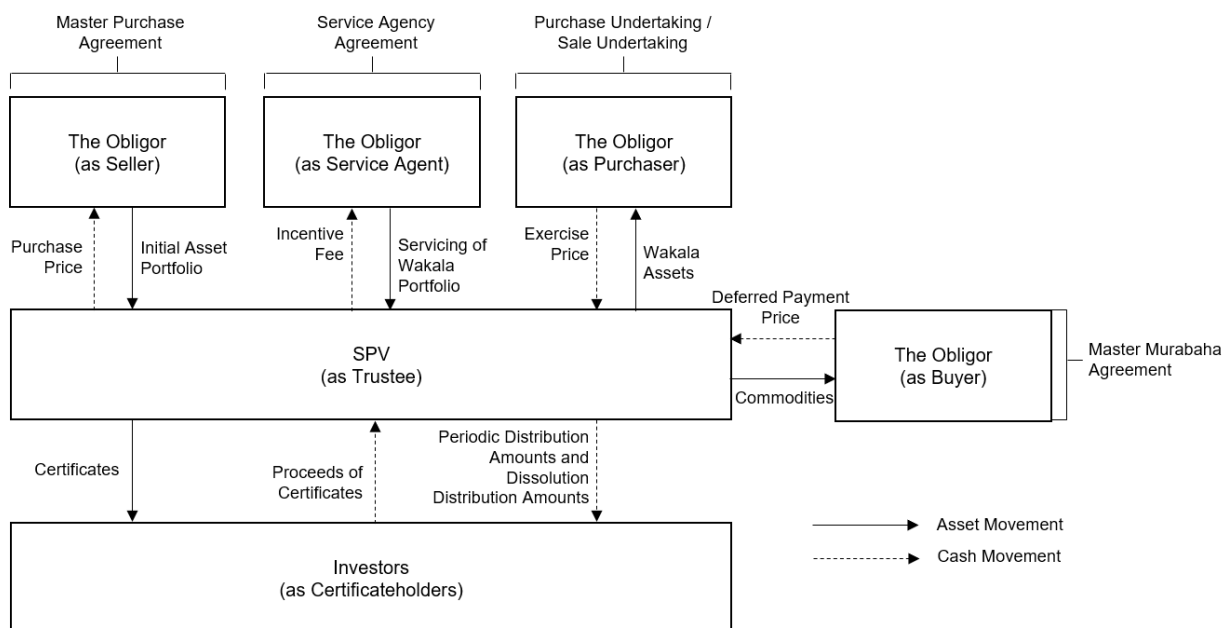 Master Purchase
Agreement
Service Agency
Agreement
Purchase Undertaking /
Sale Undertaking
The Obligor
(as Seller)
The Obligor
(as Service Agent)
The Obligor
(as Purchaser)
Purchase
Price
Initial Asset
Portfolio
Incentive
Fee
Servicing of
Wakala
Portfolio
Exercise
Price
Wakala
Assets
Deferred Payment
Price
SPV
(as Trustee)
The Obligor
(as Buyer)
Master Murabaha
Agreement
Commodities
Certificates
Proceeds of
Certificates
Periodic Distribution
Amounts and
Dissolution
Distribution Amounts
Investors
(as Certificateholders)
Asset Movement
Cash Movement